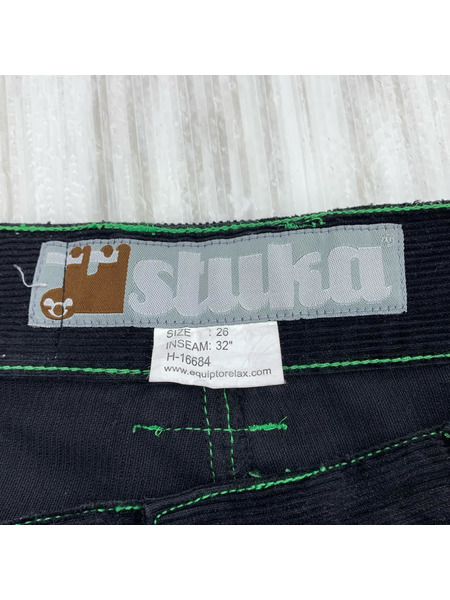 stuka
SIZE : 26
INSEAM: 32"
H-16684
www.equiptorelax.com